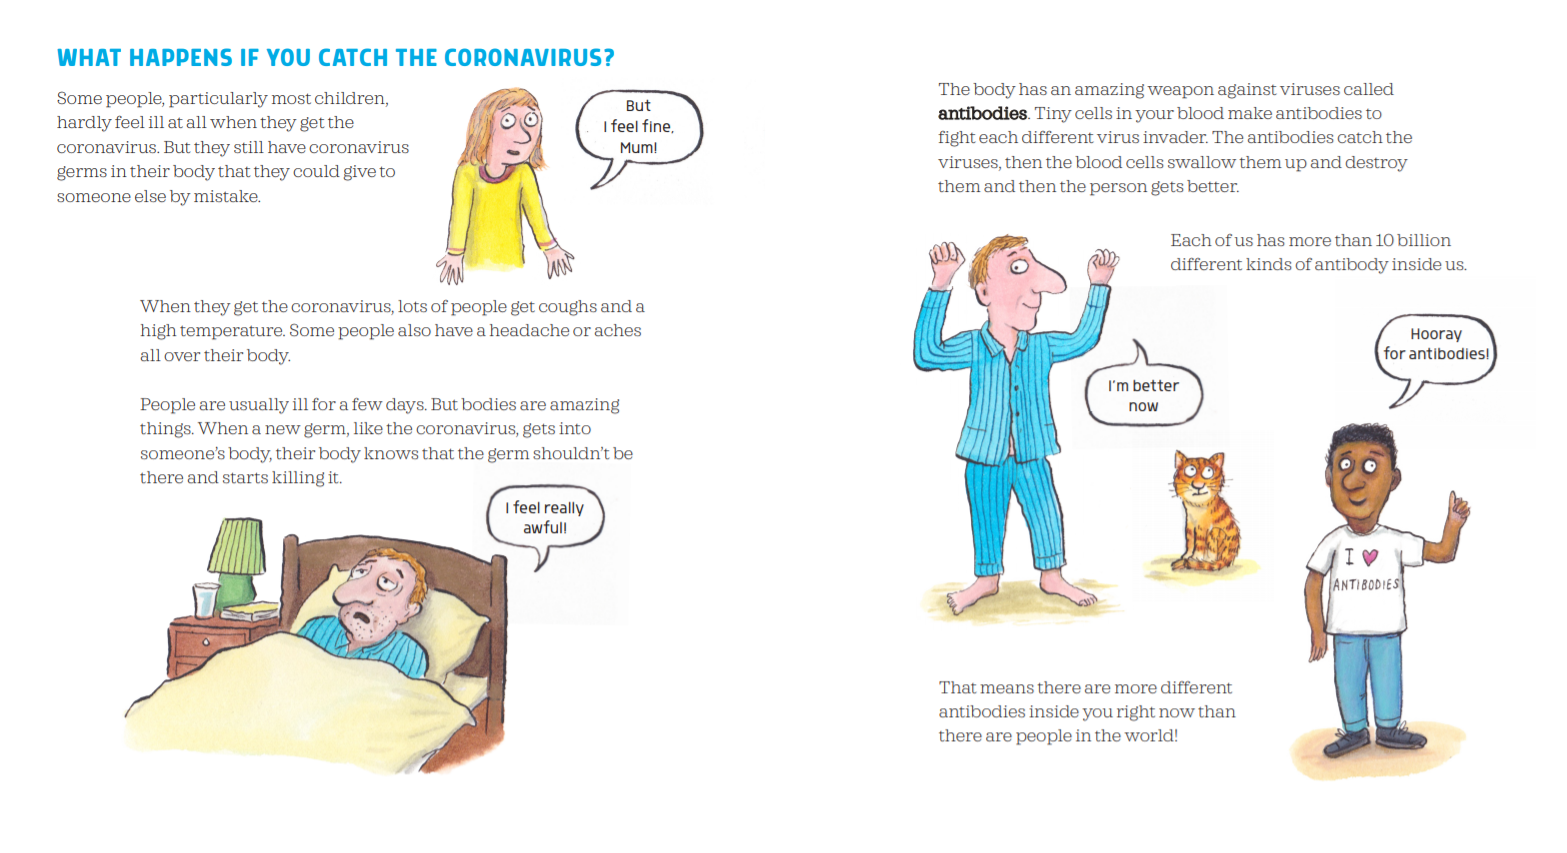 WHAT HAPPENS IF YOU CATCH THE CORONAVIRUS?
Some people, particularly most children,
hardly feel ill at all when they get the
coronavirus. But they still have coronavirus
germs in their body that they could give to
someone else by mistake.
But
I feel fine,
Mum!
When they get the coronavirus, lots of people get coughs and a
high temperature. Some people also have a headache or aches
all over their body.
People are usually ill for a few days. But bodies are amazing
things. When a new germ, like the coronavirus, gets into
someone's body, their body knows that the germ shouldn't be
there and starts killing it.
I feel really
awful!
The body has an amazing weapon against viruses called
antibodies. Tiny cells in your blood make antibodies to
fight each different virus invader. The antibodies catch the
viruses, then the blood cells swallow them up and destroy
them and then the person gets better.
Each of us has more than 10 billion
different kinds of antibody inside us.
I'm better
now
Hooray
for antibodies!
I ♥
ANTIBODIES
That means there are more different
antibodies inside you right now than
there are people in the world!